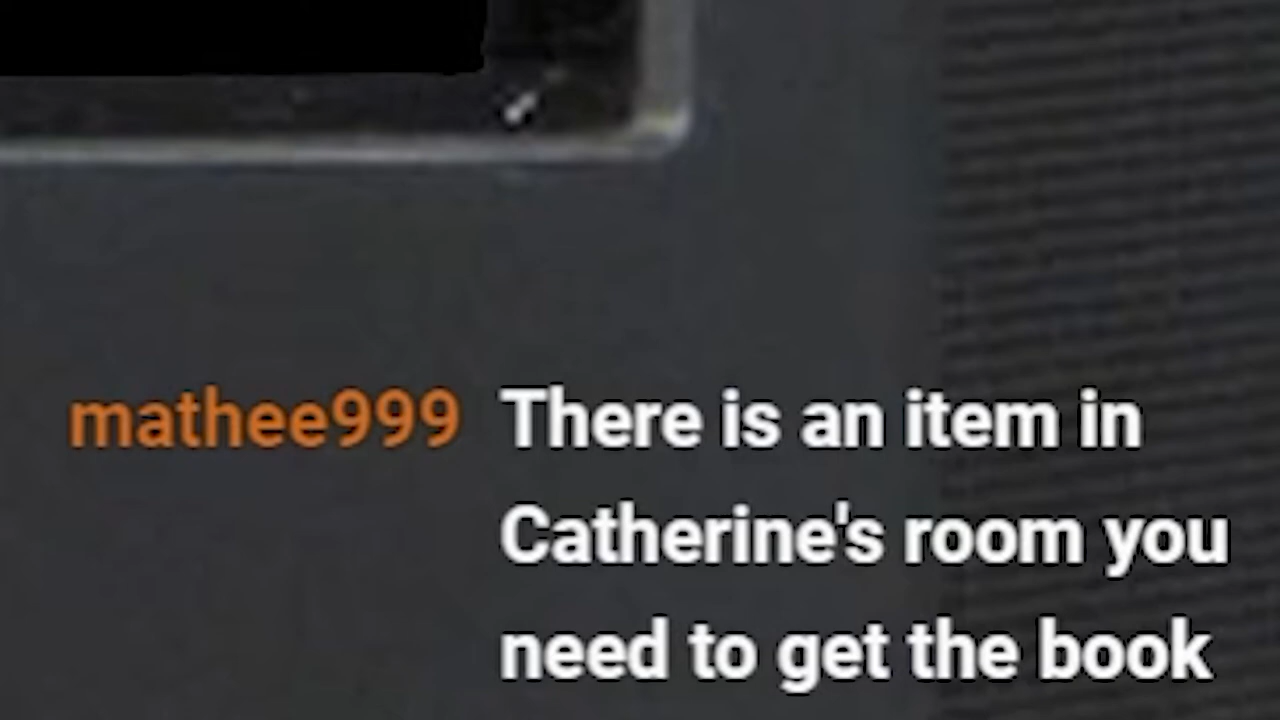 mathee999 There is an item in
Catherine's room you
need to get the book